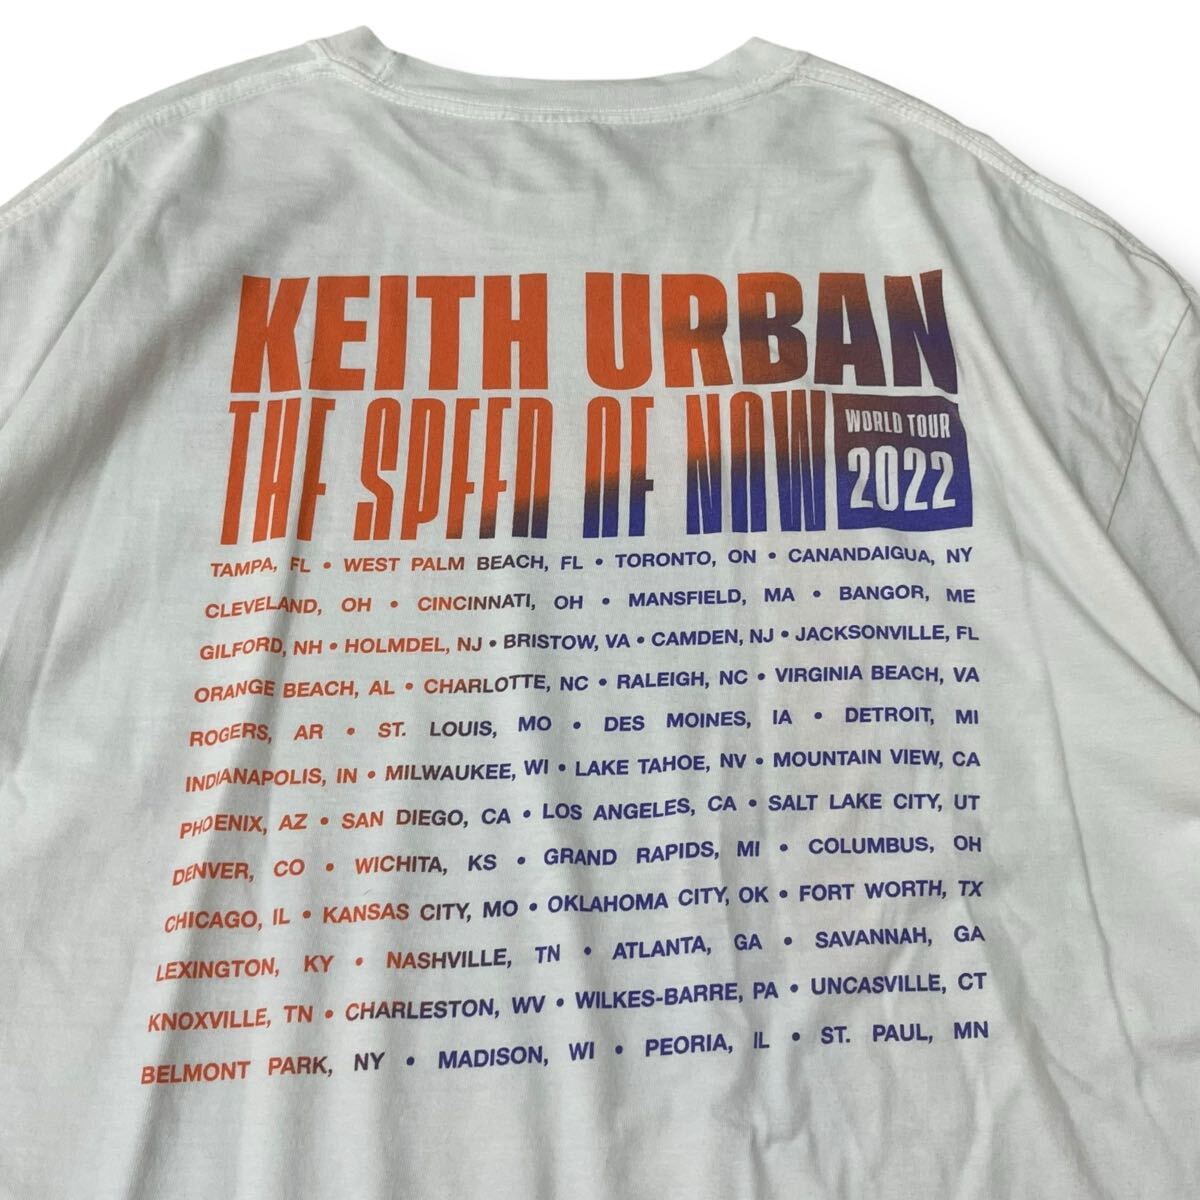 KEITH URBAN
THE SPEED OF NOW
WORLD TOUR
2022
TAMPA, FL • WEST PALM BEACH, FL • TORONTO, ON • CANANDAIGUA, NY
CLEVELAND, OH • CINCINNATI, OH • MANSFIELD, MA • BANGOR, ME
GILFORD, NH • HOLMDEL, NJ • BRISTOW, VA • CAMDEN, NJ • JACKSONVILLE, FL
ORANGE BEACH, AL • CHARLOTTE, NC • RALEIGH, NC • VIRGINIA BEACH, VA
ROGERS, AR • ST. LOUIS, MO • DES MOINES, IA • DETROIT, MI
INDIANAPOLIS, IN • MILWAUKEE, WI • LAKE TAHOE, NV • MOUNTAIN VIEW, CA
PHOENIX, AZ • SAN DIEGO, CA • LOS ANGELES, CA • SALT LAKE CITY, UT
DENVER, CO • WICHITA, KS • GRAND RAPIDS, MI • COLUMBUS, OH
CHICAGO, IL • KANSAS CITY, MO • OKLAHOMA CITY, OK • FORT WORTH, TX
LEXINGTON, KY • NASHVILLE, TN • ATLANTA, GA • SAVANNAH, GA
KNOXVILLE, TN • CHARLESTON, WV • WILKES-BARRE, PA • UNCASVILLE, CT
BELMONT PARK, NY • MADISON, WI • PEORIA, IL • ST. PAUL, MN